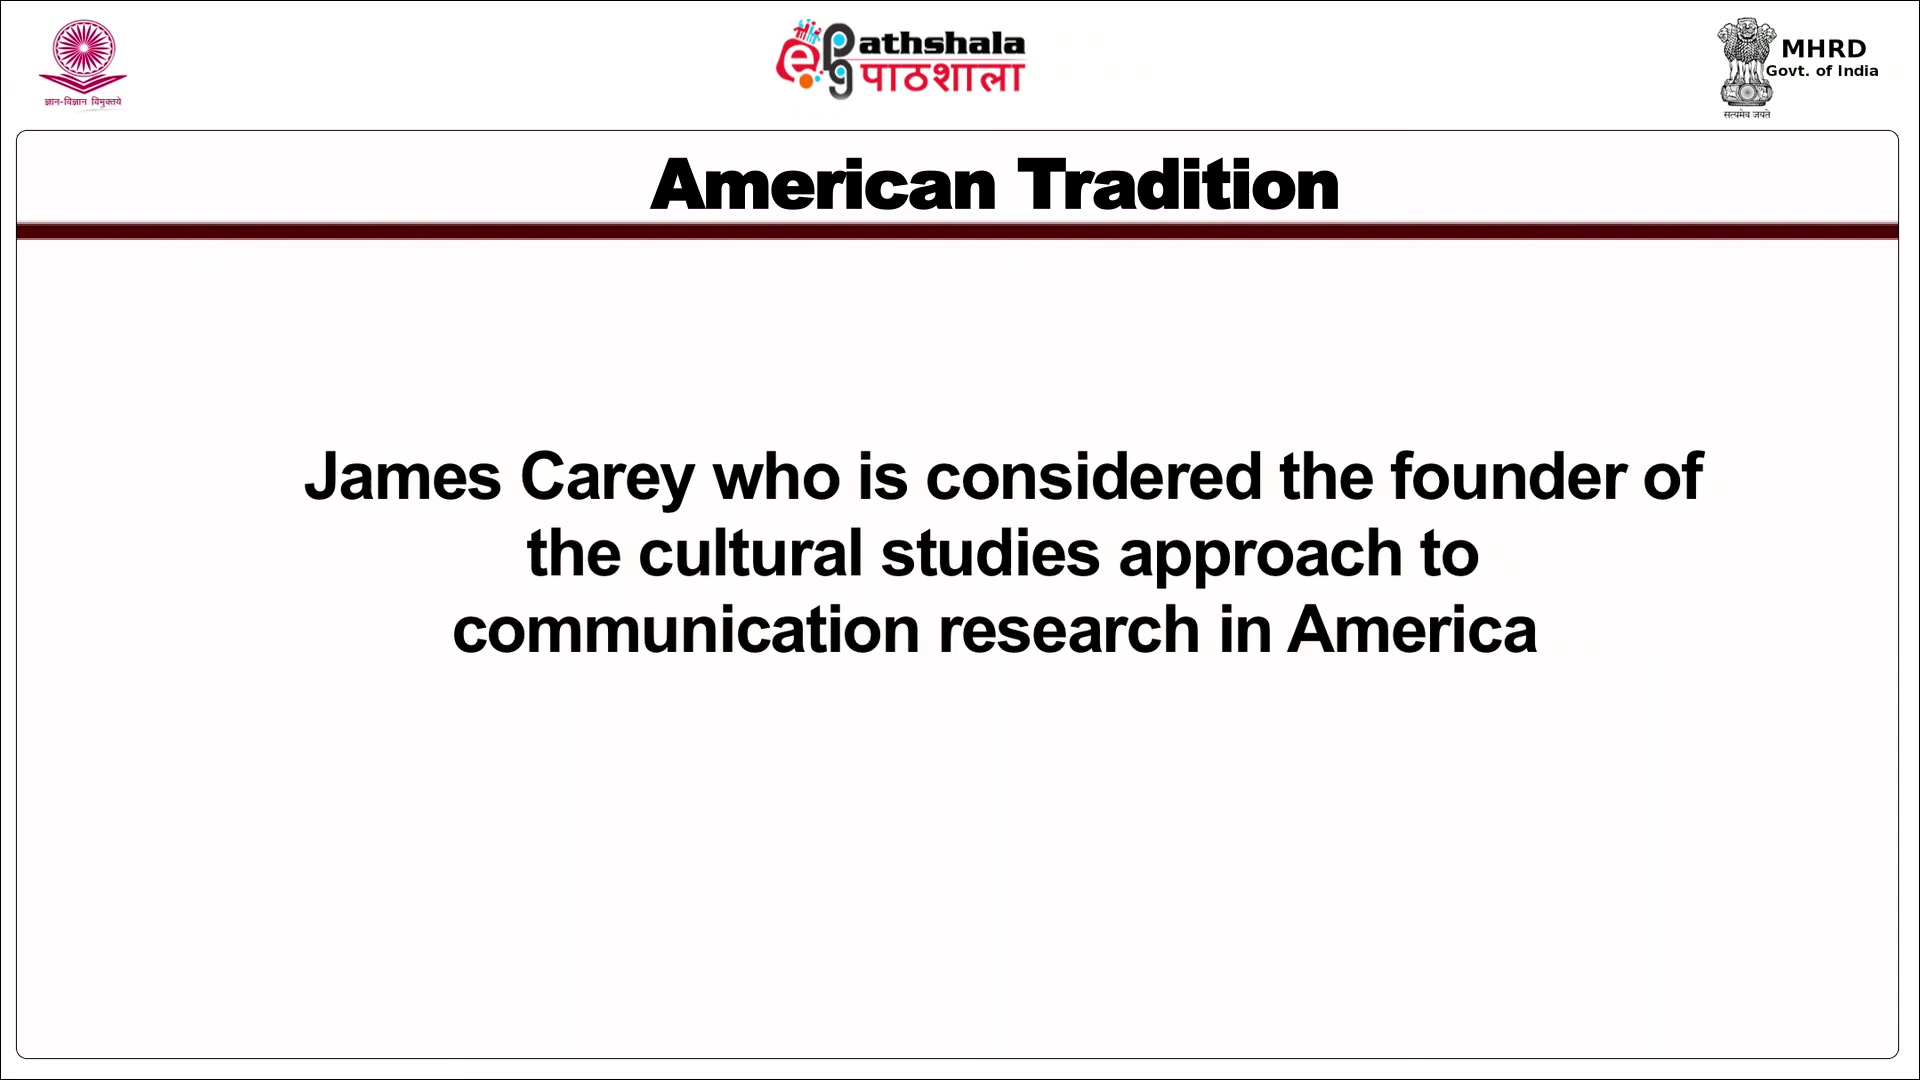 ज्ञान-विज्ञान विमुक्तये
ePGathshala
पाठशाला
MHRD
Govt. of India
सत्यमेव जयते
American Tradition
James Carey who is considered the founder of
the cultural studies approach to
communication research in America